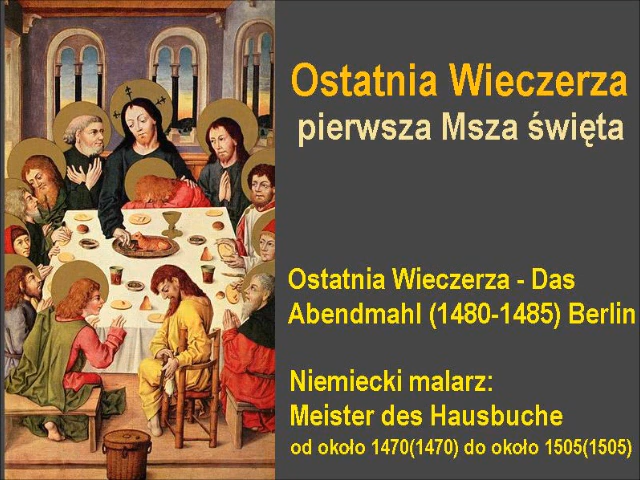 Ostatnia Wieczerza
pierwsza Msza święta
Ostatnia Wieczerza - Das
Abendmahl (1480-1485) Berlin
Niemiecki malarz:
Meister des Hausbuche
od około 1470(1470) do około 1505(1505)